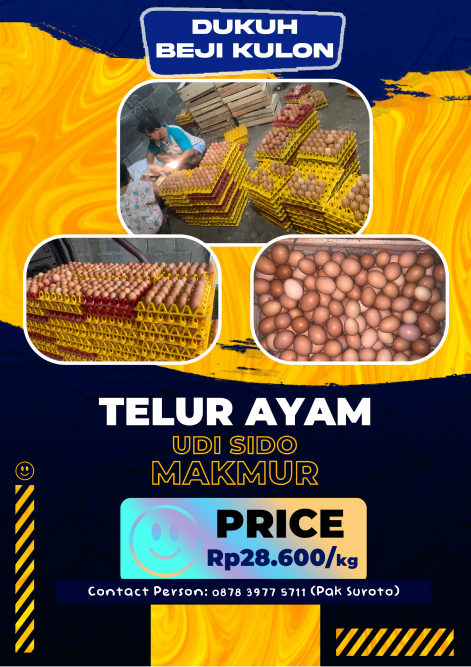 DUKUH
BEJI KULON
TELUR AYAM
UDI SIDO
MAKMUR
PRICE
Rp28.600/kg
Contact Person: 0878 3977 5711 (Pak Suroto)